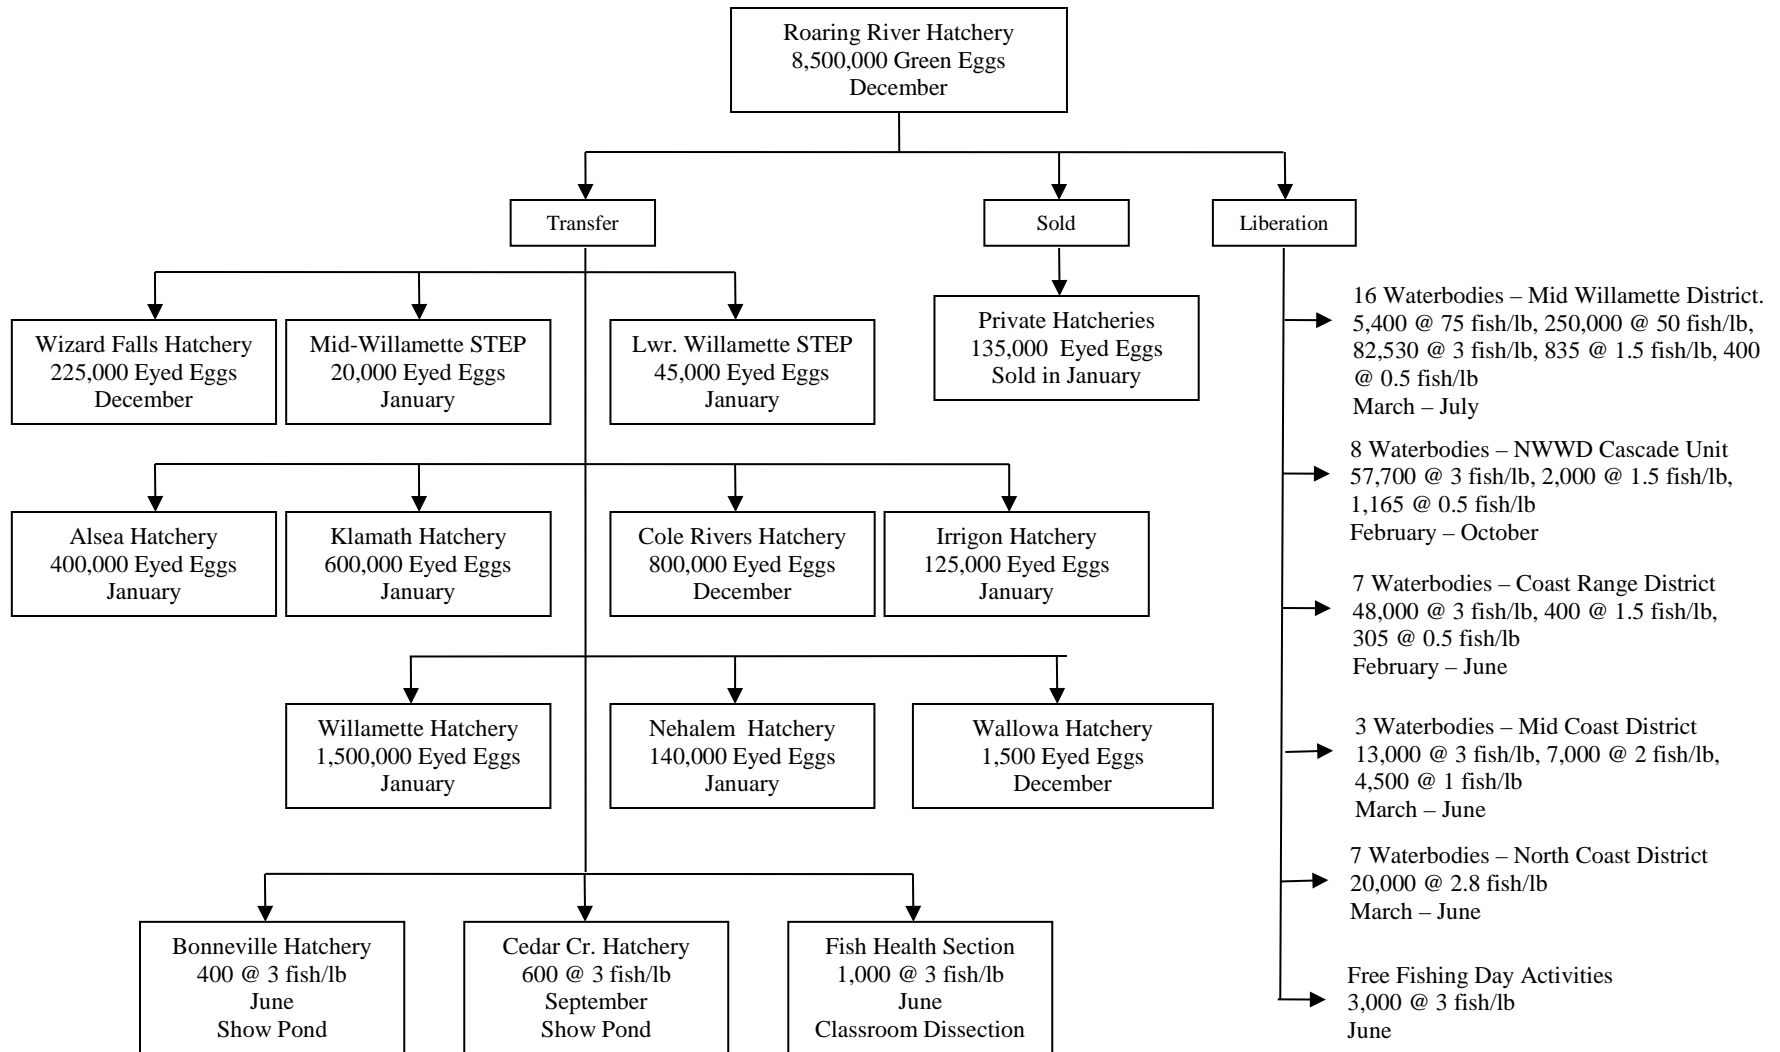 Roaring River Hatchery
8,500,000 Green Eggs
December
Transfer
Sold
Liberation
Wizard Falls Hatchery
225,000 Eyed Eggs
December
Mid-Willamette STEP
20,000 Eyed Eggs
January
Lwr. Willamette STEP
45,000 Eyed Eggs
January
Private Hatcheries
135,000 Eyed Eggs
Sold in January
Alsea Hatchery
400,000 Eyed Eggs
January
Klamath Hatchery
600,000 Eyed Eggs
January
Cole Rivers Hatchery
800,000 Eyed Eggs
December
Irrigon Hatchery
125,000 Eyed Eggs
January
Willamette Hatchery
1,500,000 Eyed Eggs
January
Nehalem Hatchery
140,000 Eyed Eggs
January
Wallowa Hatchery
1,500 Eyed Eggs
December
Bonneville Hatchery
400 @ 3 fish/lb
June
Show Pond
Cedar Cr. Hatchery
600 @ 3 fish/lb
September
Show Pond
Fish Health Section
1,000 @ 3 fish/lb
June
Classroom Dissection
16 Waterbodies – Mid Willamette District.
5,400 @ 75 fish/lb, 250,000 @ 50 fish/lb,
82,530 @ 3 fish/lb, 835 @ 1.5 fish/lb, 400
@ 0.5 fish/lb
March – July
8 Waterbodies – NWWD Cascade Unit
57,700 @ 3 fish/lb, 2,000 @ 1.5 fish/lb,
1,165 @ 0.5 fish/lb
February – October
7 Waterbodies – Coast Range District
48,000 @ 3 fish/lb, 400 @ 1.5 fish/lb,
305 @ 0.5 fish/lb
February – June
3 Waterbodies – Mid Coast District
13,000 @ 3 fish/lb, 7,000 @ 2 fish/lb,
4,500 @ 1 fish/lb
March – June
7 Waterbodies – North Coast District
20,000 @ 2.8 fish/lb
March – June
Free Fishing Day Activities
3,000 @ 3 fish/lb
June